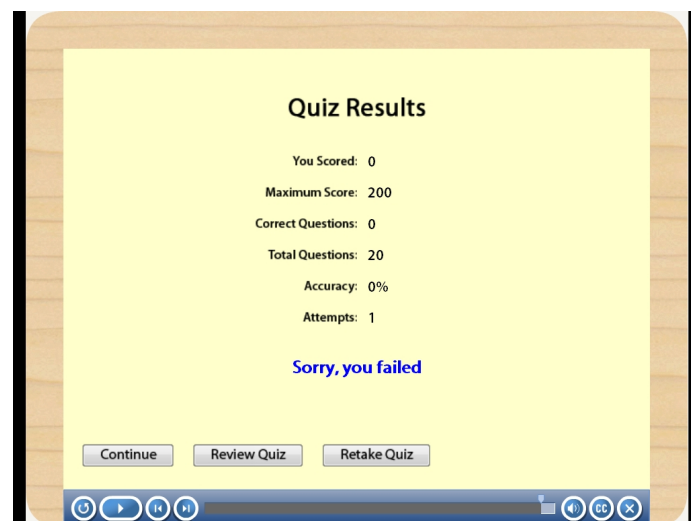 Quiz Results
You Scored: 0
Maximum Score: 200
Correct Questions: 0
Total Questions: 20
Accuracy: 0%
Attempts: 1
Sorry, you failed
Continue Review Quiz Retake Quiz
CC